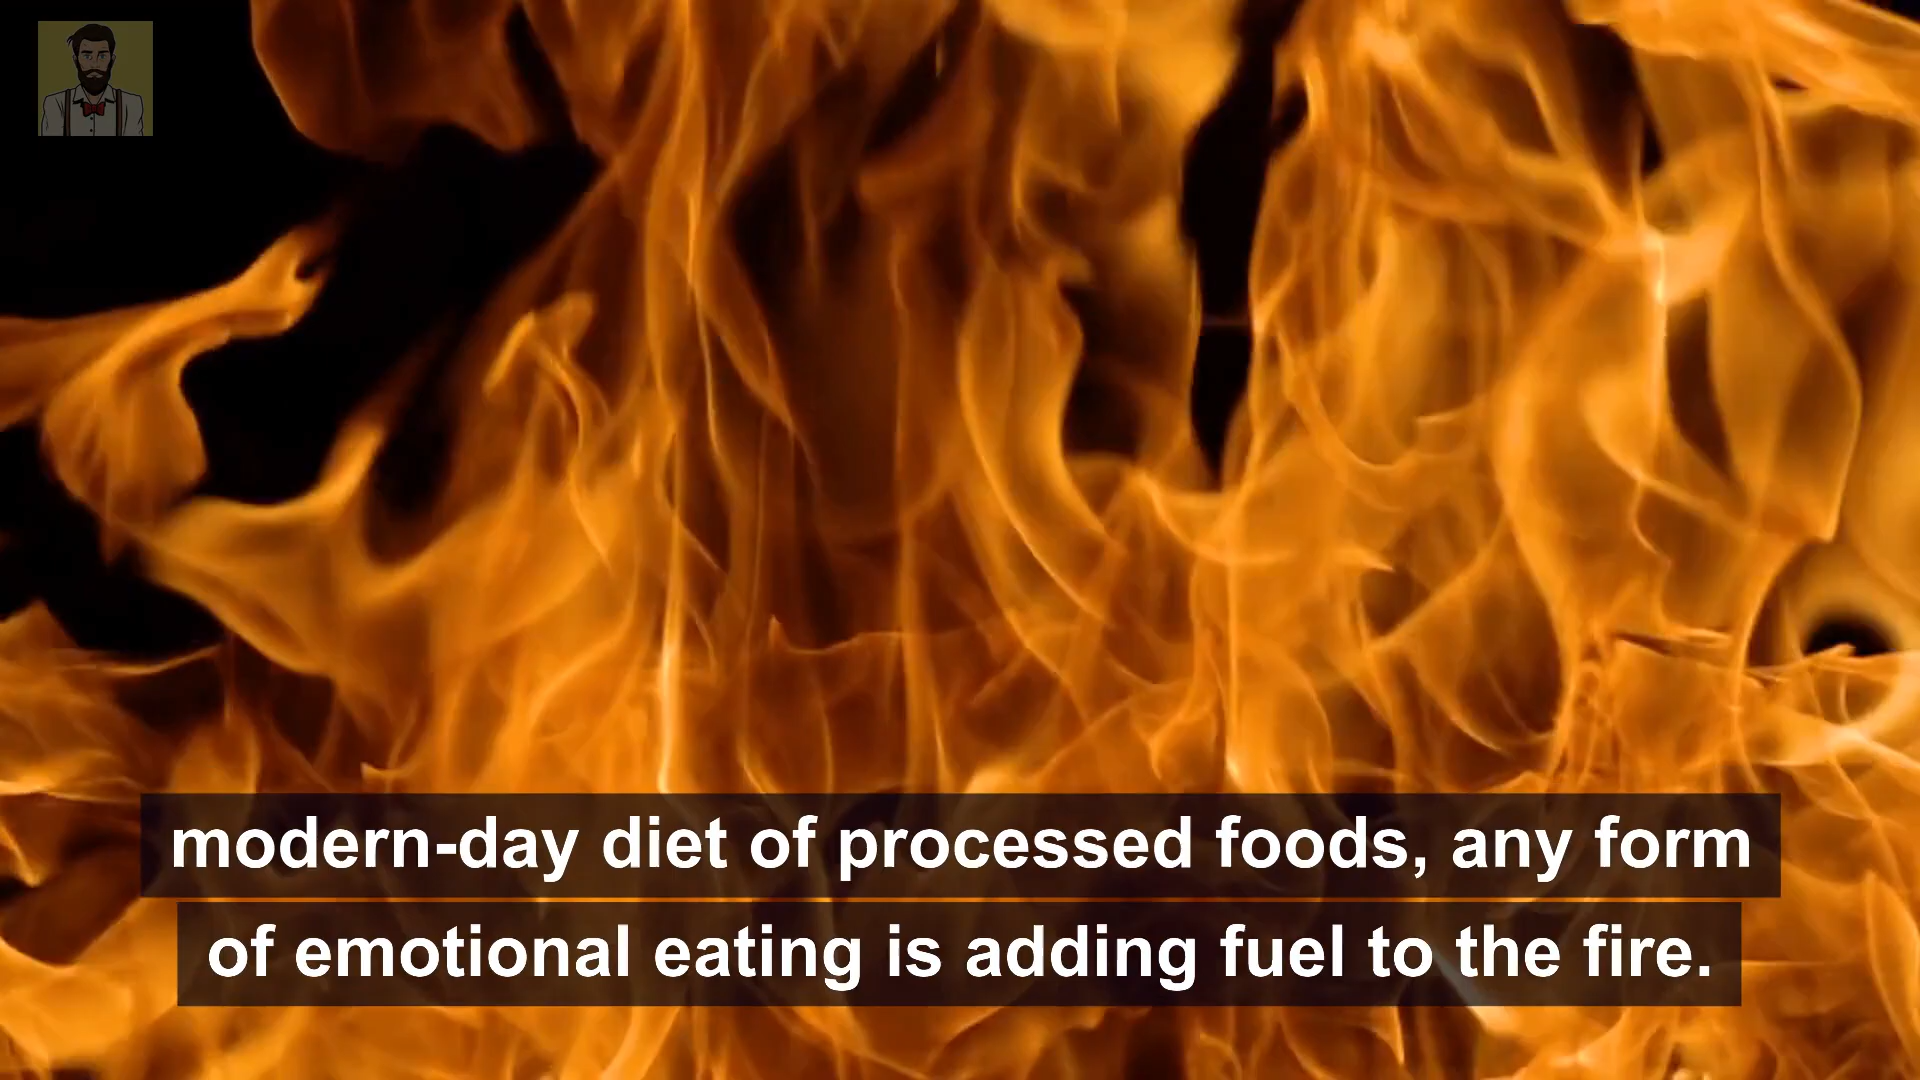 modern-day diet of processed foods, any form
of emotional eating is adding fuel to the fire.